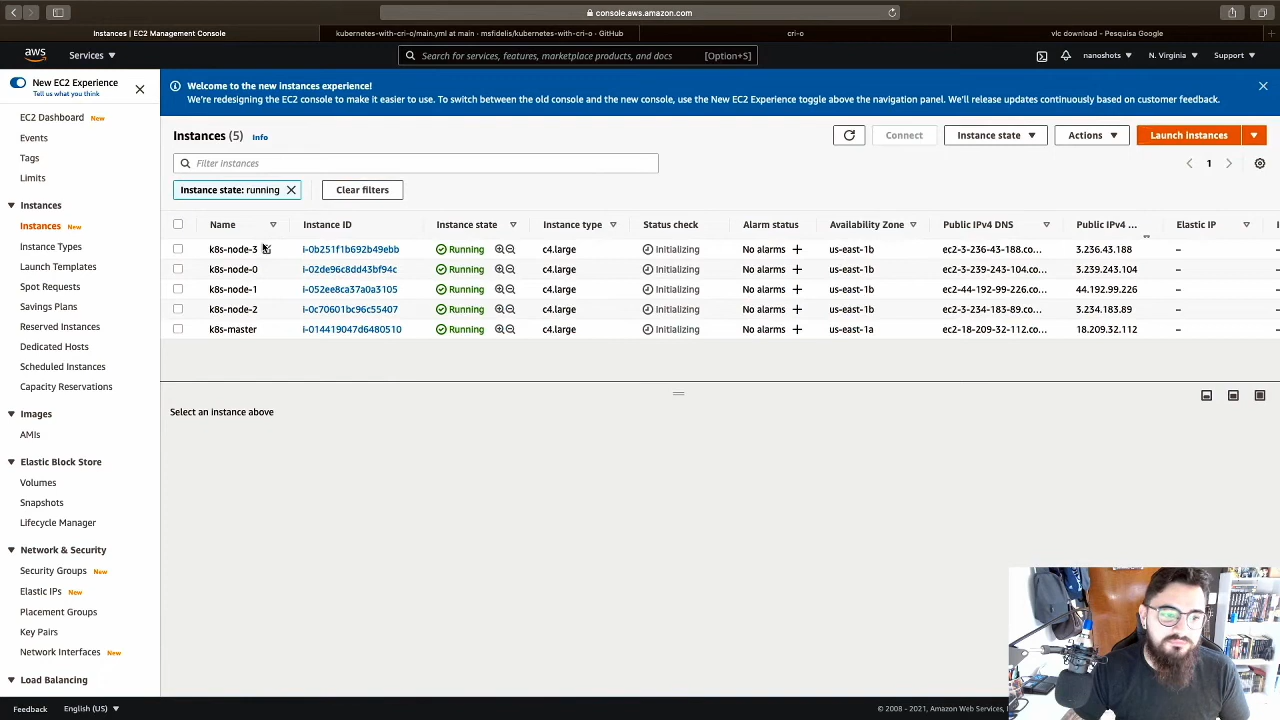 console.aws.amazon.com
Instances | EC2 Management Console
kubernetes-with-cri-o/main.yml at main · msfidelis/kubernetes-with-cri-o · GitHub
cri-o
vlc download - Pesquisa Google
aws
Services
Search for services, features, marketplace products, and docs
[Option+S]
nanoshots
N. Virginia
Support
New EC2 Experience
Tell us what you think
EC2 Dashboard New
Events
Tags
Limits
Instances
Instances New
Instance Types
Launch Templates
Spot Requests
Savings Plans
Reserved Instances
Dedicated Hosts
Scheduled Instances
Capacity Reservations
Images
AMIs
Elastic Block Store
Volumes
Snapshots
Lifecycle Manager
Network & Security
Security Groups New
Elastic IPs New
Placement Groups
Key Pairs
Network Interfaces New
Load Balancing
Welcome to the new instances experience!
We're redesigning the EC2 console to make it easier to use. To switch between the old console and the new console, use the New EC2 Experience toggle above the navigation panel. We'll release updates continuously based on customer feedback.
Instances (5) Info
Connect
Instance state
Actions
Launch instances
Filter instances
1
Instance state: running
Clear filters
Name Instance ID Instance state Instance type Status check Alarm status Availability Zone Public IPv4 DNS Public IPv4 ... Elastic IP
k8s-node-3 i-0b251f1b692b49ebb Running c4.large Initializing No alarms + us-east-1b ec2-3-236-43-188.co... 3.236.43.188 –
k8s-node-0 i-02de96c8dd43bf94c Running c4.large Initializing No alarms + us-east-1b ec2-3-239-243-104.co... 3.239.243.104 –
k8s-node-1 i-052ee8ca37a0a3105 Running c4.large Initializing No alarms + us-east-1b ec2-44-192-99-226.co... 44.192.99.226 –
k8s-node-2 i-0c70601bc96c55407 Running c4.large Initializing No alarms + us-east-1b ec2-3-234-183-89.co... 3.234.183.89 –
k8s-master i-014419047d6480510 Running c4.large Initializing No alarms + us-east-1a ec2-18-209-32-112.co... 18.209.32.112 –
Select an instance above
Feedback
English (US)
© 2008 - 2021, Amazon Web Services,